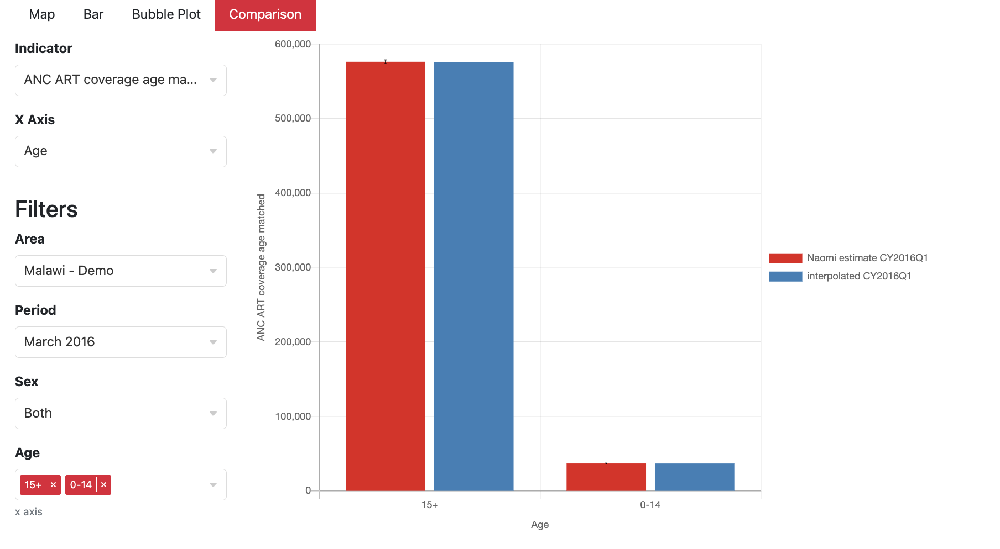 Map Bar Bubble Plot Comparison
Indicator
ANC ART coverage age ma...
X Axis
Age
Filters
Area
Malawi - Demo
Period
March 2016
Sex
Both
Age
15+ × 0-14 ×
x axis
ANC ART coverage age matched
600,000
500,000
400,000
300,000
200,000
100,000
0
15+ 0-14
Age
Naomi estimate CY2016Q1
interpolated CY2016Q1